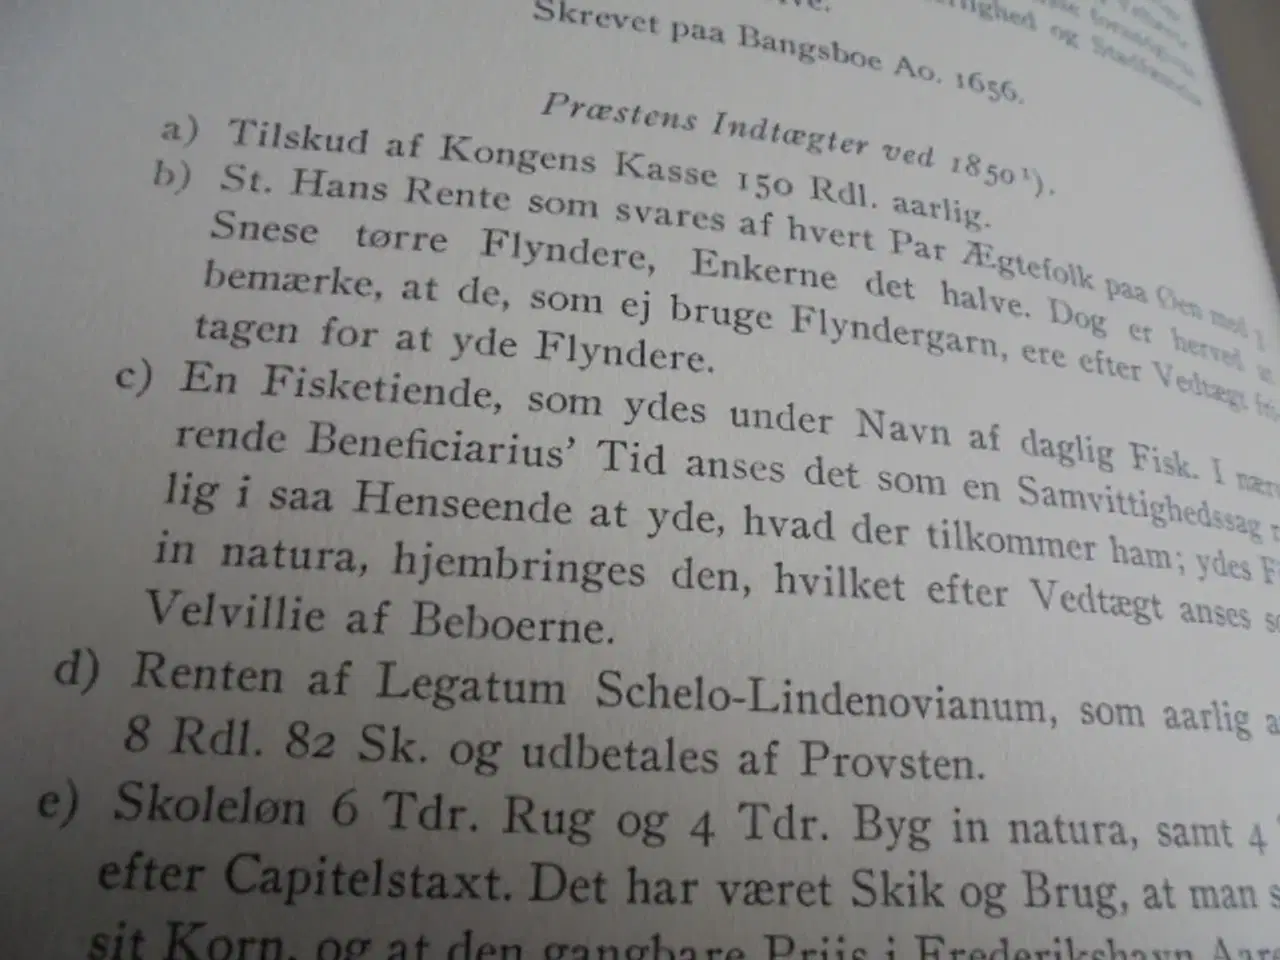 ighed og Stadfæstelse
Skrevet paa Bangsboe Ao. 1656.
Præstens Indtægter ved 1850¹).
a) Tilskud af Kongens Kasse 150 Rdl. aarlig.
b) St. Hans Rente som svares af hvert Par Ægtefolk paa Øen med 1
Snese tørre Flyndere, Enkerne det halve. Dog er herved at
bemærke, at de, som ej bruge Flyndergarn, ere efter Vedtægt fri
tagen for at yde Flyndere.
c) En Fisketiende, som ydes under Navn af daglig Fisk. I nær
rende Beneficiarius' Tid anses det som en Samvittighedssag
lig i saa Henseende at yde, hvad der tilkommer ham; ydes F
in natura, hjembringes den, hvilket efter Vedtægt anses so
Velvillie af Beboerne.
d) Renten af Legatum Schelo-Lindenovianum, som aarlig a
8 Rdl. 82 Sk. og udbetales af Provsten.
e) Skoleløn 6 Tdr. Rug og 4 Tdr. Byg in natura, samt 4
efter Capitelstaxt. Det har været Skik og Brug, at man s
sit Korn, og at den gangbare Priis i Frederikshavn